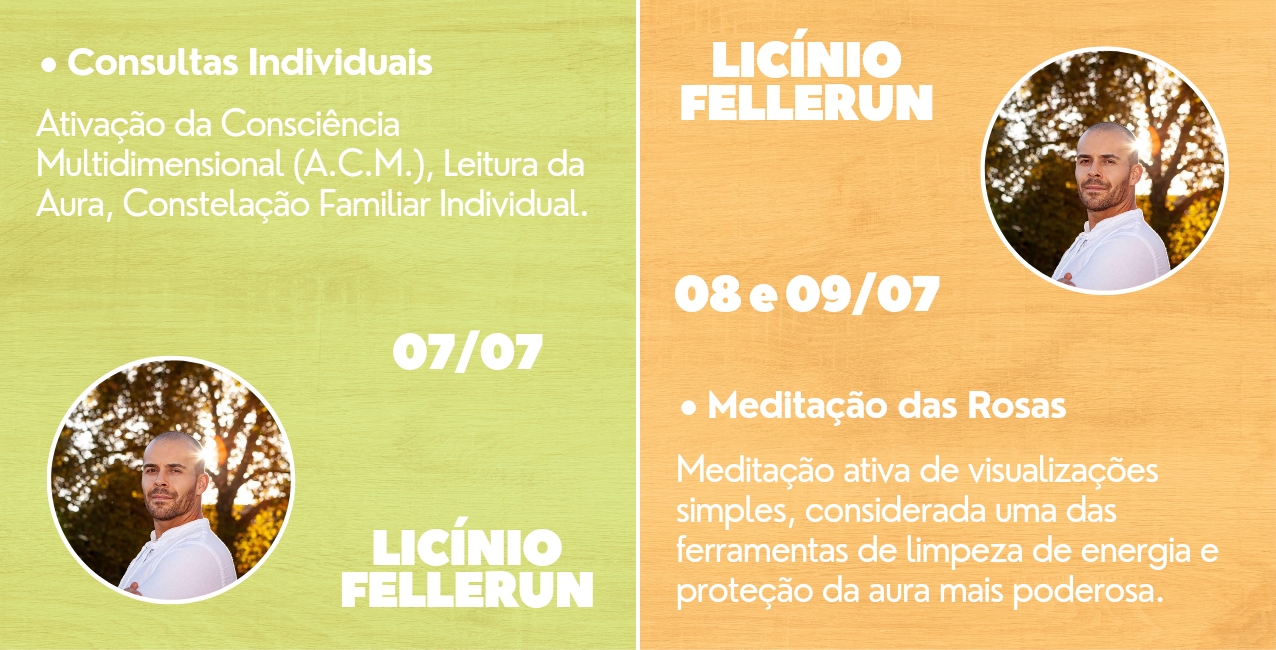 • Consultas Individuais
Ativação da Consciência
Multidimensional (A.C.M.), Leitura da
Aura, Constelação Familiar Individual.
07/07
LICÍNIO
FELLERUN
LICÍNIO
FELLERUN
08 e 09/07
• Meditação das Rosas
Meditação ativa de visualizações
simples, considerada uma das
ferramentas de limpeza de energia e
proteção da aura mais poderosa.